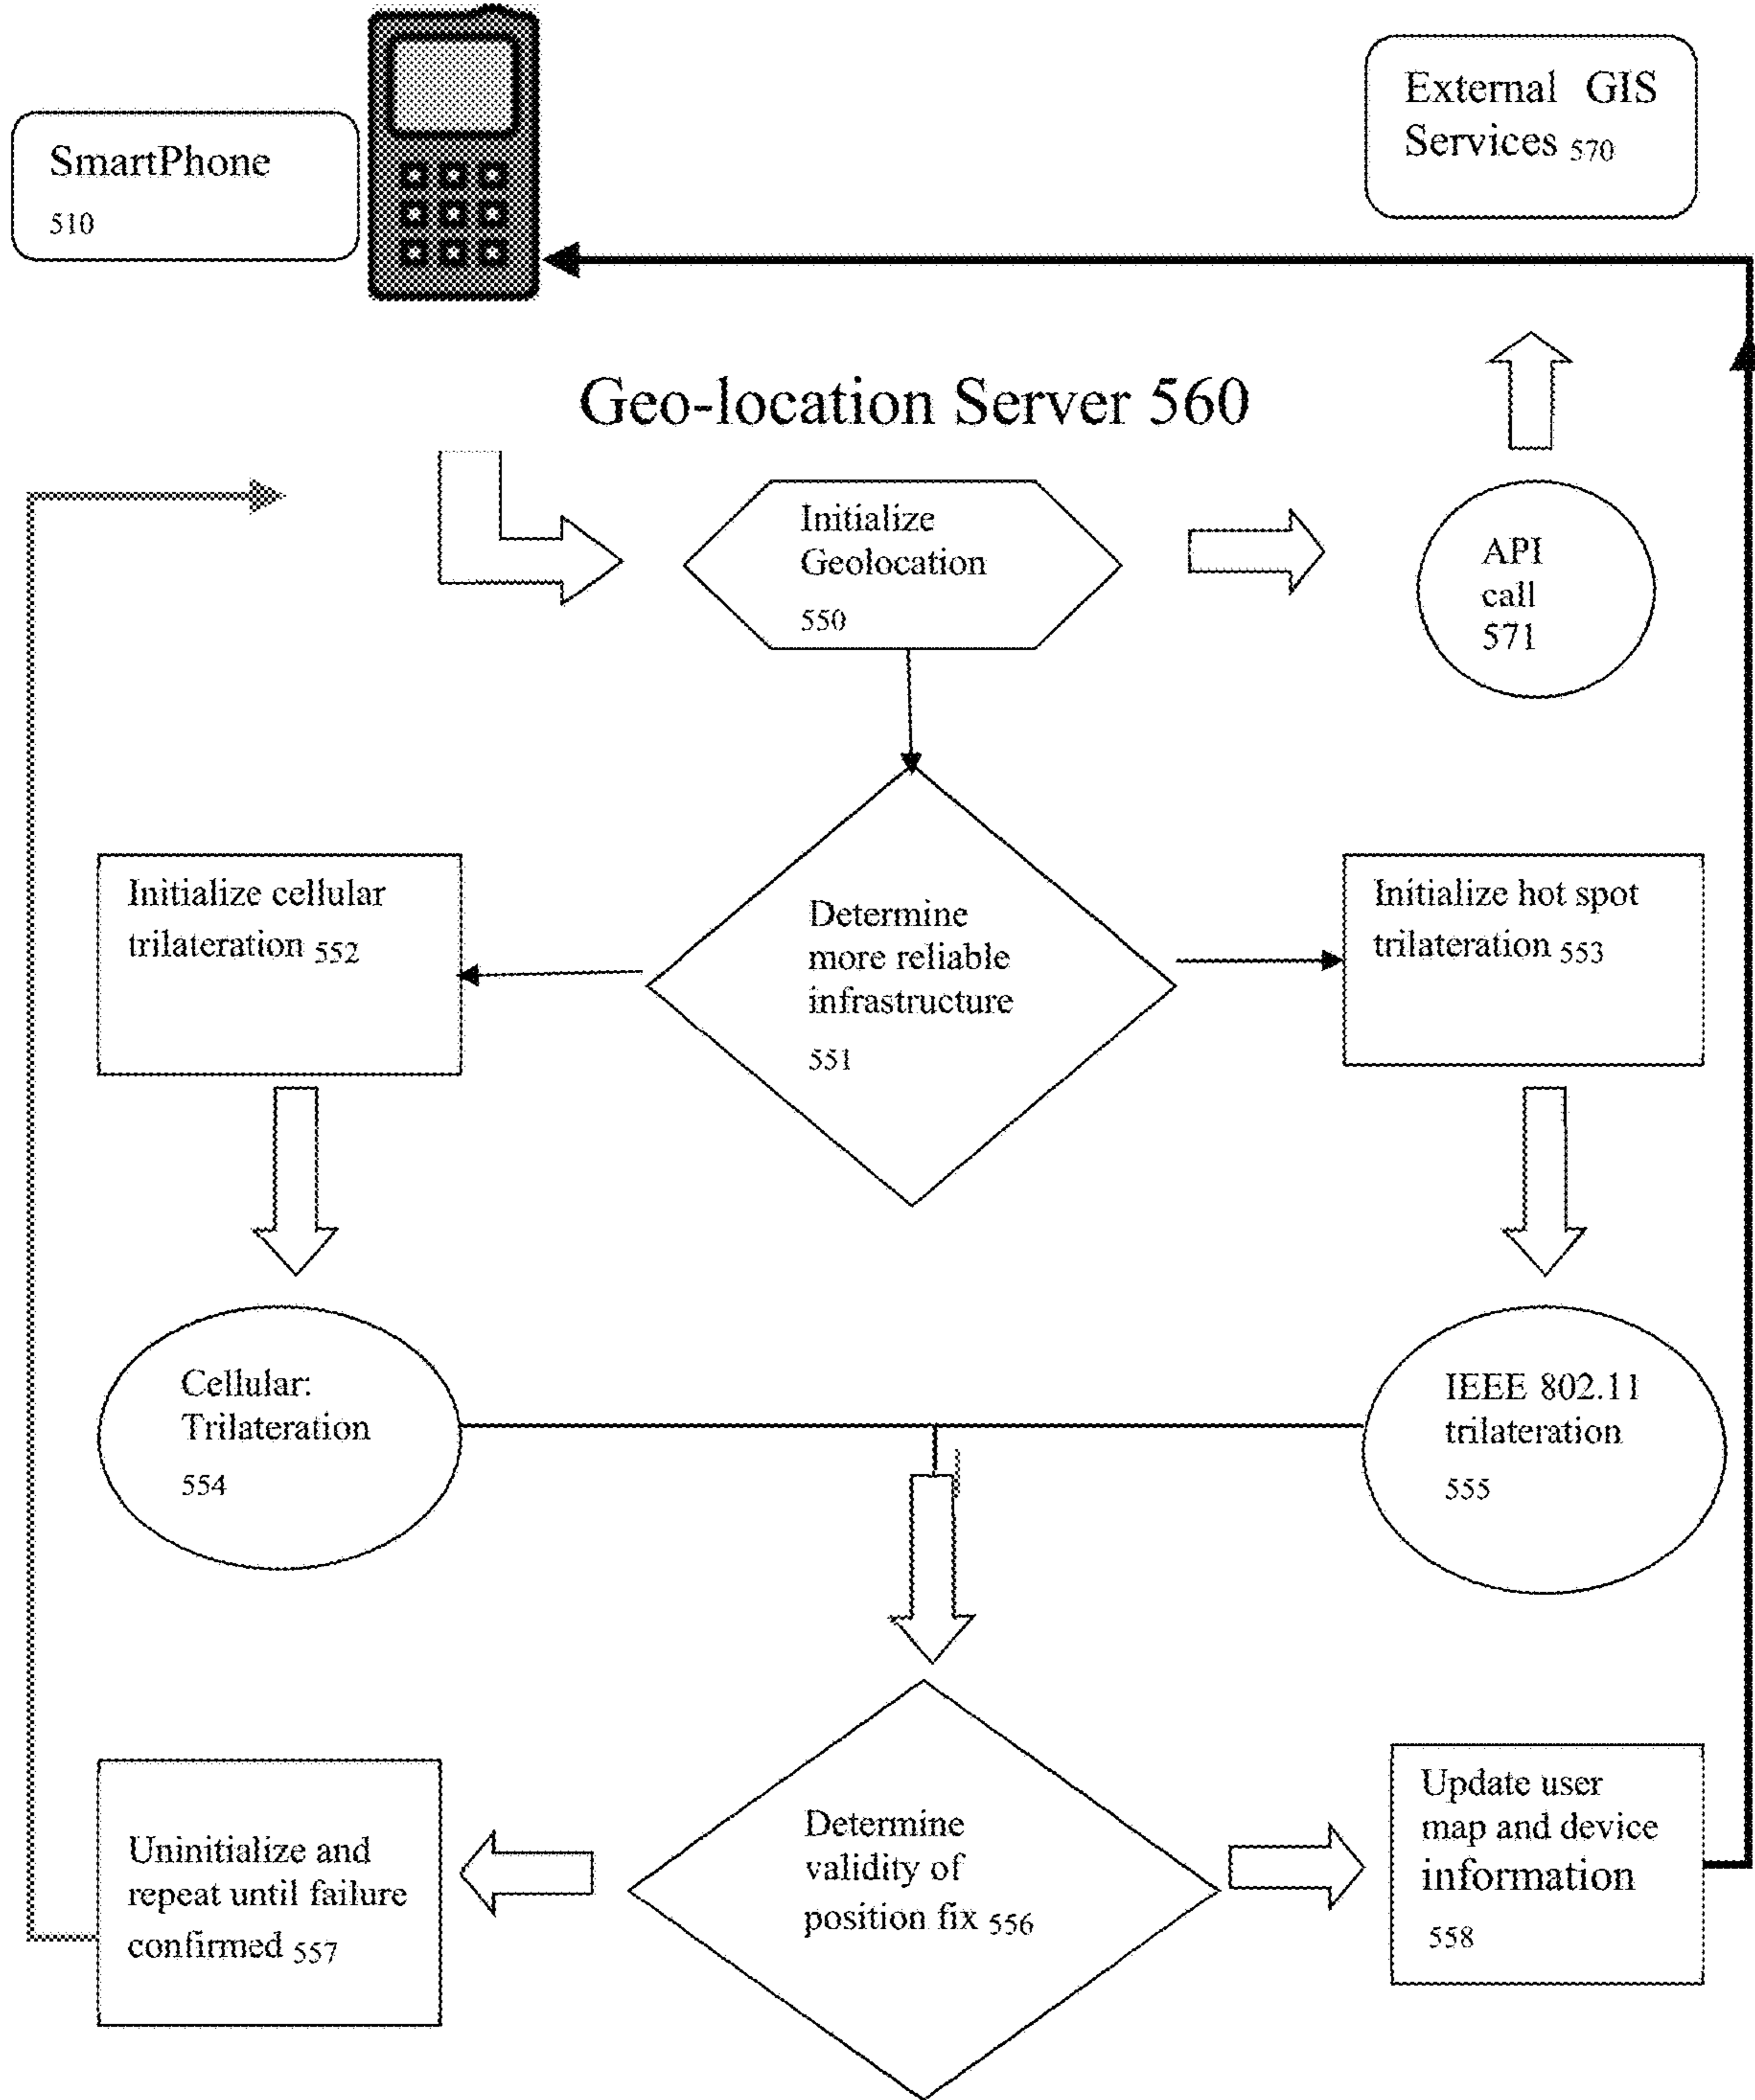 SmartPhone
510
External GIS
Services 570
Geo-location Server 560
Initialize
Geolocation
550
API
call
571
Initialize cellular
trilateration 552
Determine
more reliable
infrastructure
551
Initialize hot spot
trilateration 553
Cellular:
Trilateration
554
IEEE 802.11
trilateration
555
Uninitialize and
repeat until failure
confirmed 557
Determine
validity of
position fix 556
Update user
map and device
information
558